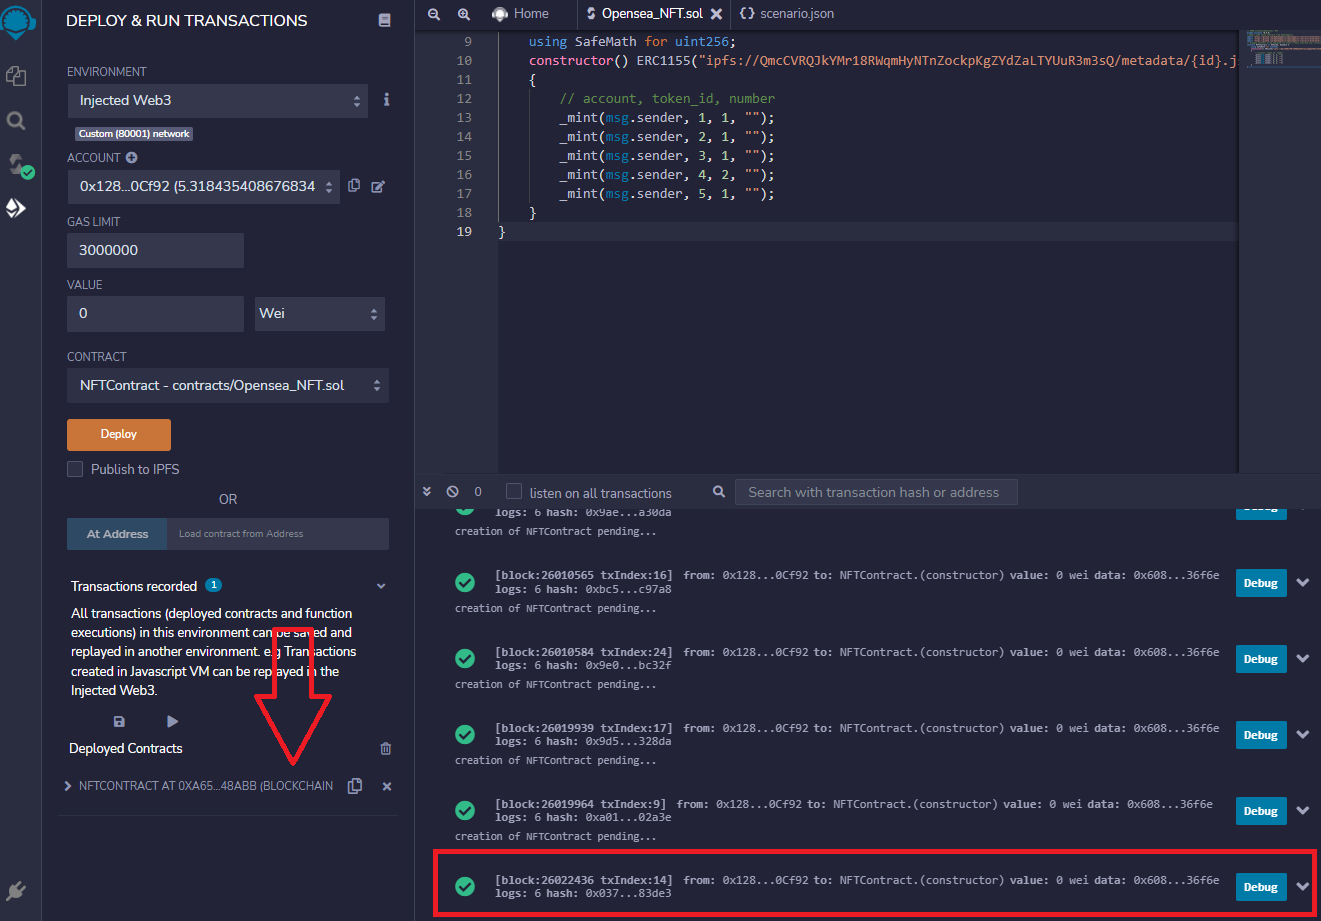 DEPLOY & RUN TRANSACTIONS
ENVIRONMENT
Injected Web3
Custom (80001) network
ACCOUNT
0x128...0Cf92 (5.318435408676834
GAS LIMIT
3000000
VALUE
0
Wei
CONTRACT
NFTContract - contracts/Opensea_NFT.sol
Deploy
Publish to IPFS
OR
At Address
Load contract from Address
Transactions recorded 1
All transactions (deployed contracts and function
executions) in this environment can be saved and
replayed in another environment. e.g Transactions
created in Javascript VM can be replayed in the
Injected Web3.
Deployed Contracts
NFTCONTRACT AT 0XA65...48ABB (BLOCKCHAIN
Home
Opensea_NFT.sol
{} scenario.json
9 using SafeMath for uint256;
10 constructor() ERC1155("ipfs://QmcCVRQJkYMr18RWqmHyNTnZockpKgZYdZaLTYUuR3m3sQ/metadata/{id}.js
11 {
12 // account, token_id, number
13 _mint(msg.sender, 1, 1, "");
14 _mint(msg.sender, 2, 1, "");
15 _mint(msg.sender, 3, 1, "");
16 _mint(msg.sender, 4, 2, "");
17 _mint(msg.sender, 5, 1, "");
18 }
19 }
0
listen on all transactions
Search with transaction hash or address
logs: 6 hash: 0x9ae...a30da
Debug
creation of NFTContract pending...
[block:26010565 txIndex:16] from: 0x128...0Cf92 to: NFTContract.(constructor) value: 0 wei data: 0x608...36f6e
logs: 6 hash: 0xbc5...c97a8
Debug
creation of NFTContract pending...
[block:26010584 txIndex:24] from: 0x128...0Cf92 to: NFTContract.(constructor) value: 0 wei data: 0x608...36f6e
logs: 6 hash: 0x9e0...bc32f
Debug
creation of NFTContract pending...
[block:26019939 txIndex:17] from: 0x128...0Cf92 to: NFTContract.(constructor) value: 0 wei data: 0x608...36f6e
logs: 6 hash: 0x9d5...328da
Debug
creation of NFTContract pending...
[block:26019964 txIndex:9] from: 0x128...0Cf92 to: NFTContract.(constructor) value: 0 wei data: 0x608...36f6e
logs: 6 hash: 0xa01...02a3e
Debug
creation of NFTContract pending...
[block:26022436 txIndex:14] from: 0x128...0Cf92 to: NFTContract.(constructor) value: 0 wei data: 0x608...36f6e
logs: 6 hash: 0x037...83de3
Debug